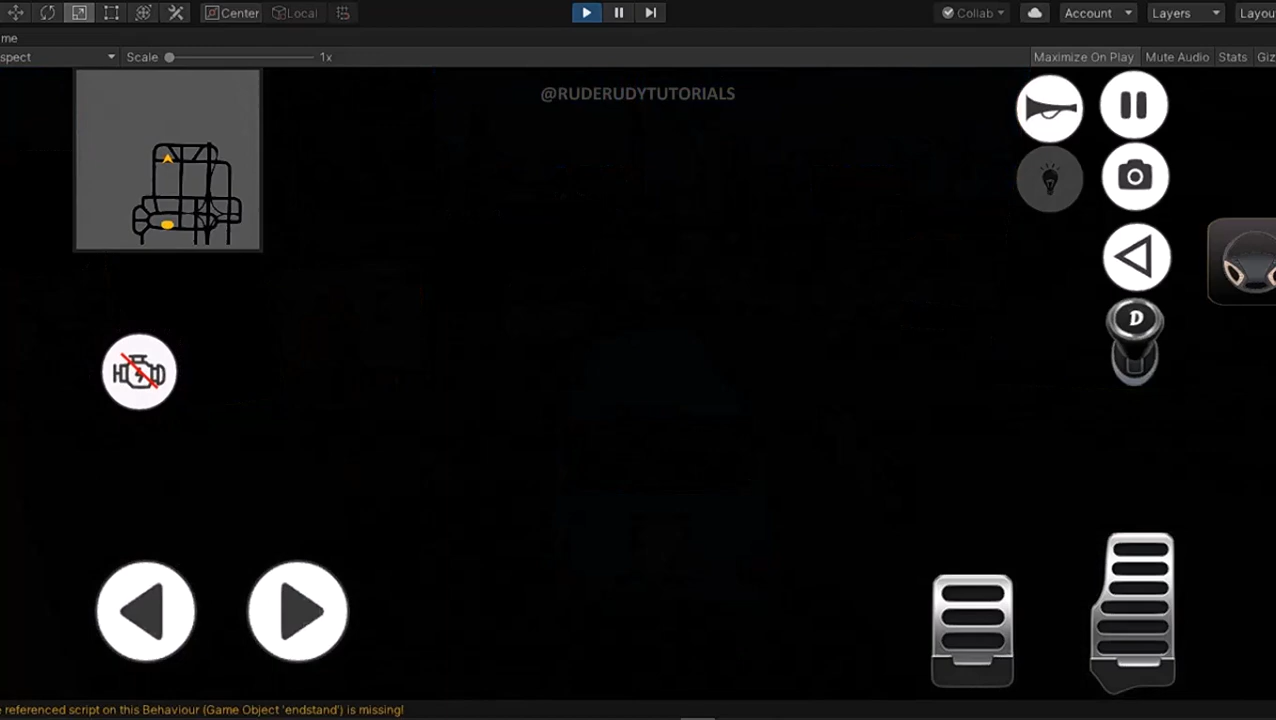 Center
Local
Collab
Account
Layers
Layou
me
spect
Scale
1x
Maximize On Play
Mute Audio
Stats
Giz
@RUDERUDYTUTORIALS
D
referenced script on this Behaviour (Game Object 'endstand') is missing!